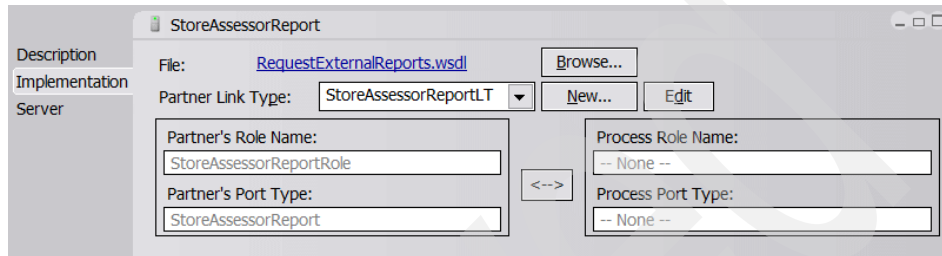 StoreAssessorReport
Description
Implementation
Server
File: RequestExternalReports.wsdl Browse...
Partner Link Type: StoreAssessorReportLT New... Edit
Partner's Role Name:
StoreAssessorReportRole
Partner's Port Type:
StoreAssessorReport
<-->
Process Role Name:
-- None --
Process Port Type:
-- None --